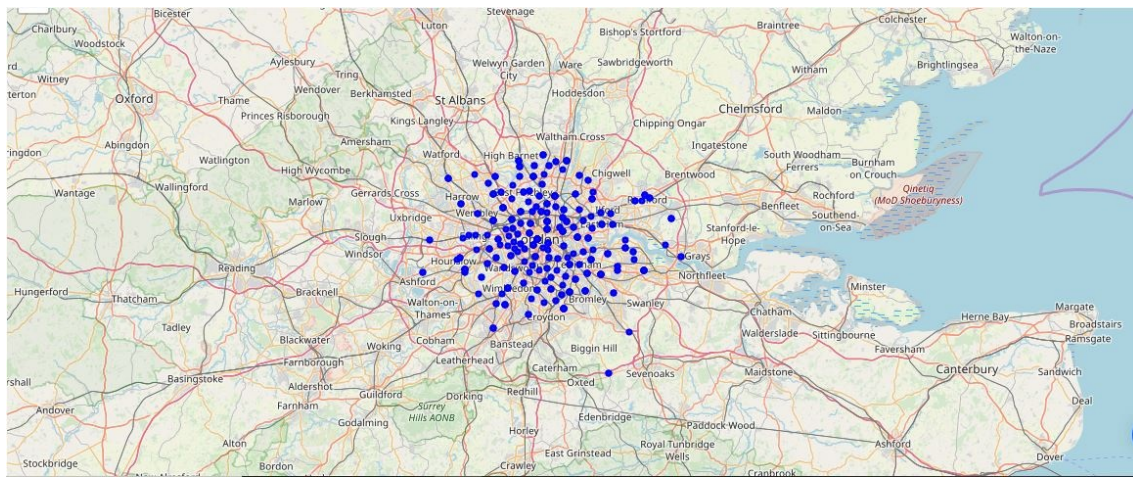 Bicester
Stevenage
Charlbury
Luton
Bishop's Stortford
Braintree
Colchester
Walton-on-
the-Naze
Woodstock
Aylesbury
Welwyn Garden
City
Ware
Sawbridgeworth
Witham
Brightlingsea
Witney
Tring
Oxford
Thame
Wendover
Berkhamsted
St Albans
Hoddesdon
Chelmsford
Maldon
Princes Risborough
Kings Langley
Chipping Ongar
Abingdon
Amersham
Waltham Cross
Ingatestone
Watlington
Watford
High Barnet
South Woodham
Ferrers
Burnham
on Crouch
Wallingford
High Wycombe
Chigwell
Brentwood
Wantage
Marlow
Gerrards Cross
Harrow
Rochford
QinetiQ
(MoD Shoeburyness)
Uxbridge
Benfleet
Southend-
on-Sea
Slough
Windsor
London
Stanford-le-
Hope
Reading
Grays
Northfleet
Hungerford
Thatcham
Bracknell
Ashford
Minster
Walton-on-
Thames
Bromley
Swanley
Chatham
Herne Bay
Margate
Tadley
Croydon
Walderslade
Sittingbourne
Broadstairs
Ramsgate
Blackwater
Woking
Cobham
Banstead
Biggin Hill
Faversham
Farnborough
Leatherhead
Caterham
Sevenoaks
Maidstone
Canterbury
Sandwich
Basingstoke
Aldershot
Guildford
Dorking
Redhill
Oxted
Andover
Farnham
Surrey
Hills AONB
Edenbridge
Deal
Godalming
Horley
Paddock Wood
Alton
East Grinstead
Royal Tunbridge
Wells
Ashford
Stockbridge
Bordon
Crawley
Cranbrook
Dover